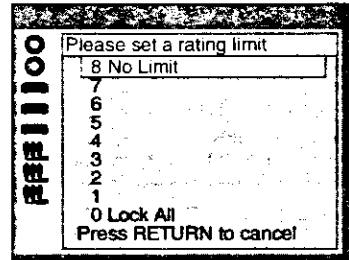 Please set a rating limit
8 No Limit
7
6
5
4
3
2
1
0 Lock All
Press RETURN to cancel